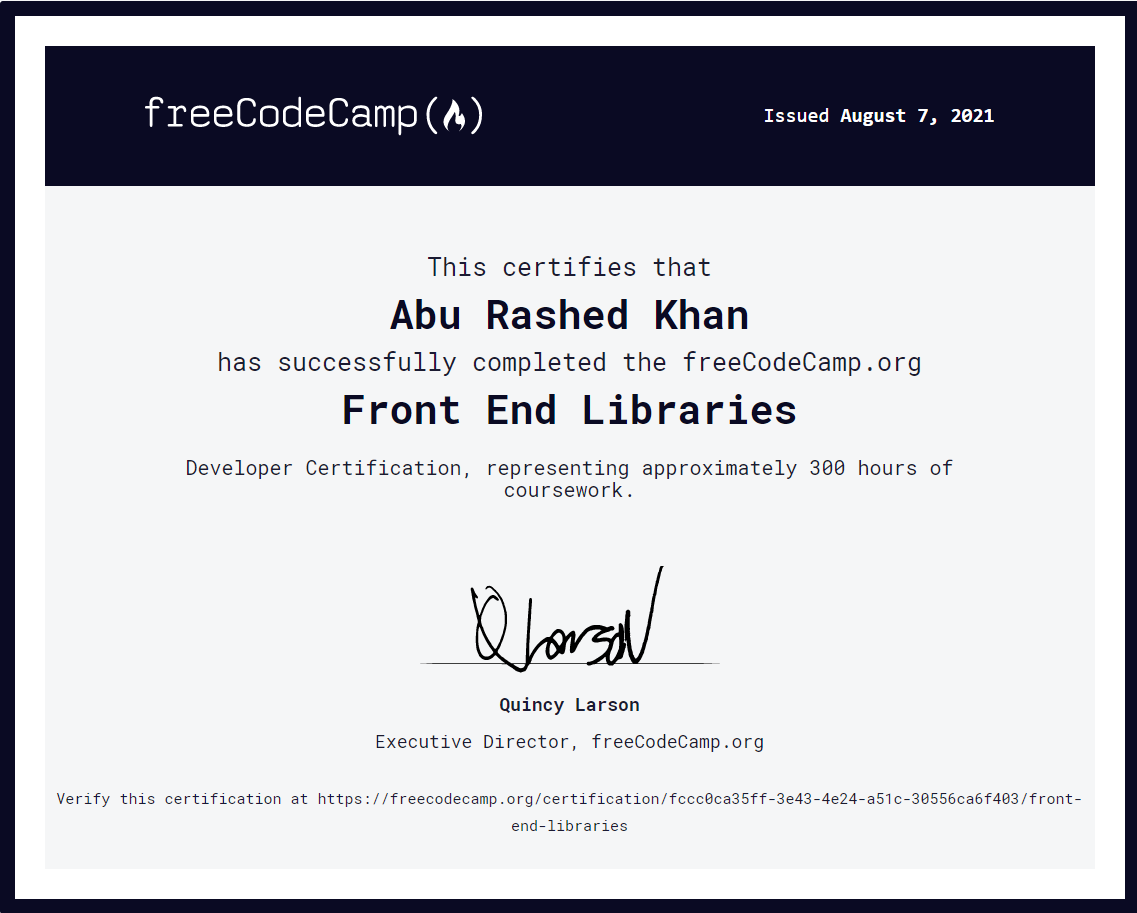 freeCodeCamp
Issued August 7, 2021
This certifies that
Abu Rashed Khan
has successfully completed the freeCodeCamp.org
Front End Libraries
Developer Certification, representing approximately 300 hours of
coursework.
Q Larson
Quincy Larson
Executive Director, freeCodeCamp.org
Verify this certification at https://freecodecamp.org/certification/fccc0ca35ff-3e43-4e24-a51c-30556ca6f403/front-
end-libraries